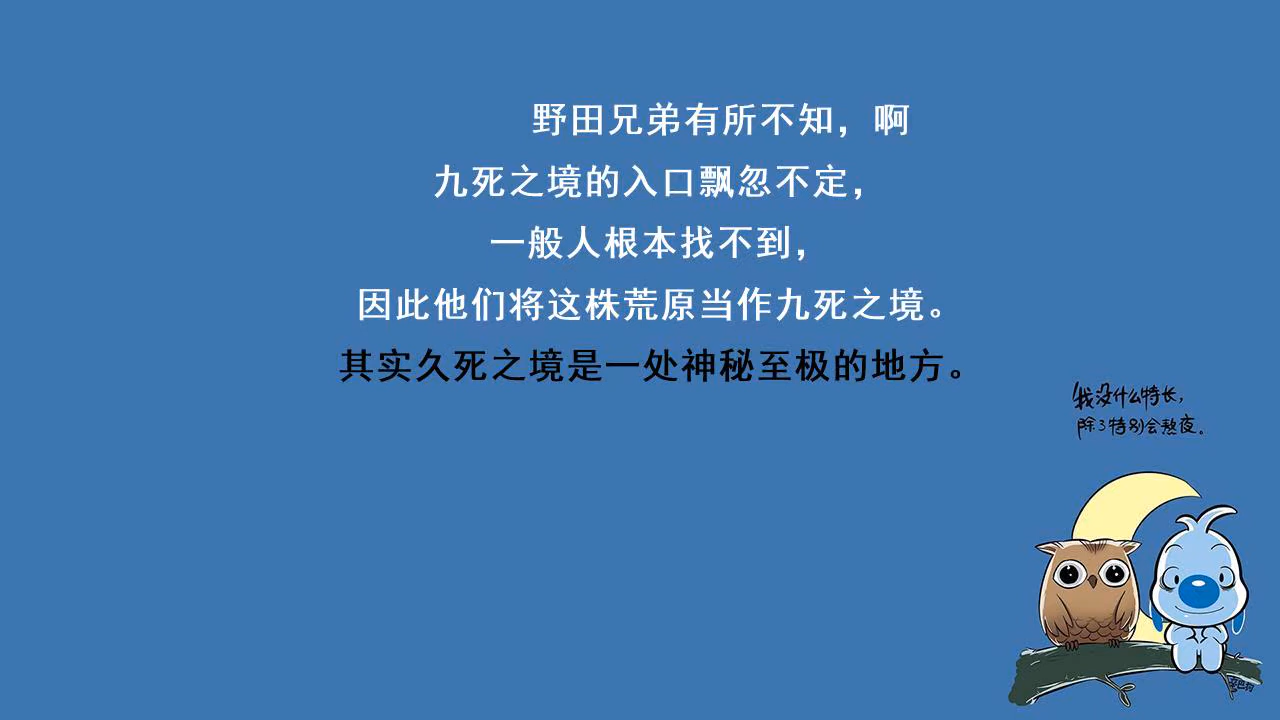 野田兄弟有所不知，啊
九死之境的入口飘忽不定，
一般人根本找不到，
因此他们将这株荒原当作九死之境。
其实久死之境是一处神秘至极的地方。
我没什么特长，
除了特别会熬夜。